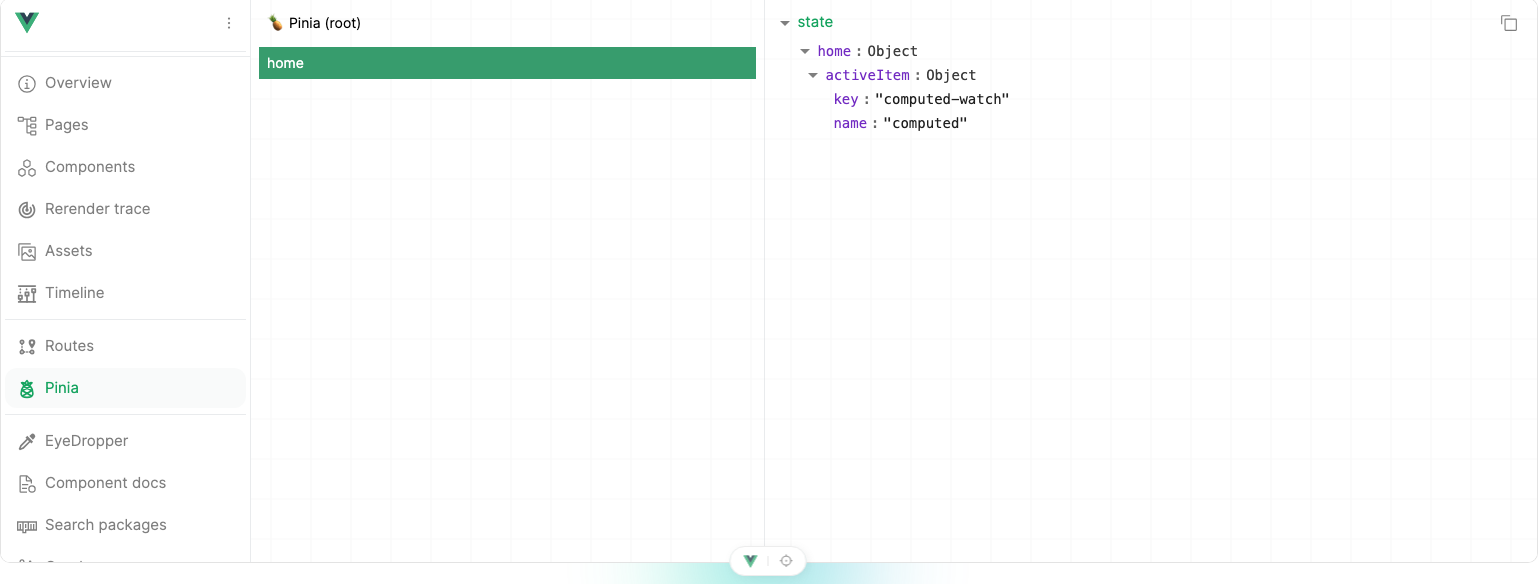 Overview
Pages
Components
Rerender trace
Assets
Timeline
Routes
Pinia
EyeDropper
Component docs
Search packages
Pinia (root)
home
state
home : Object
activeItem : Object
key : "computed-watch"
name : "computed"